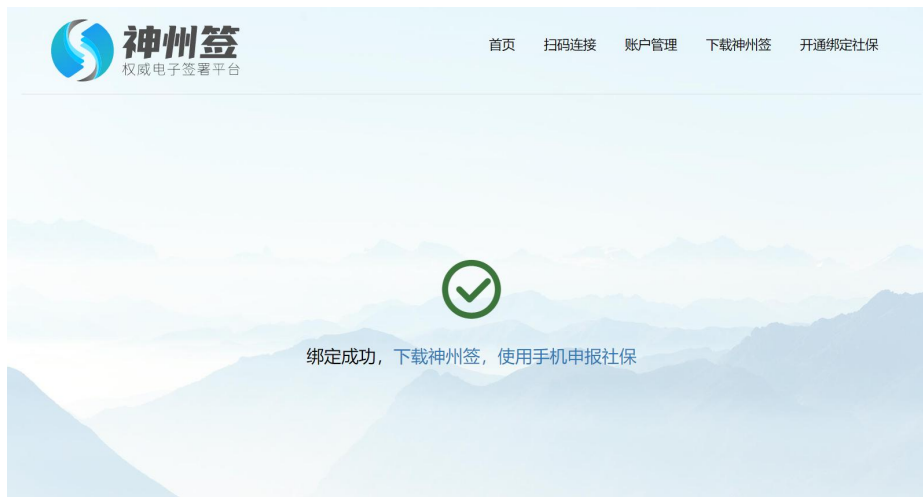 神州签
权威电子签署平台
首页 扫码连接 账户管理 下载神州签 开通绑定社保
绑定成功，下载神州签，使用手机申报社保